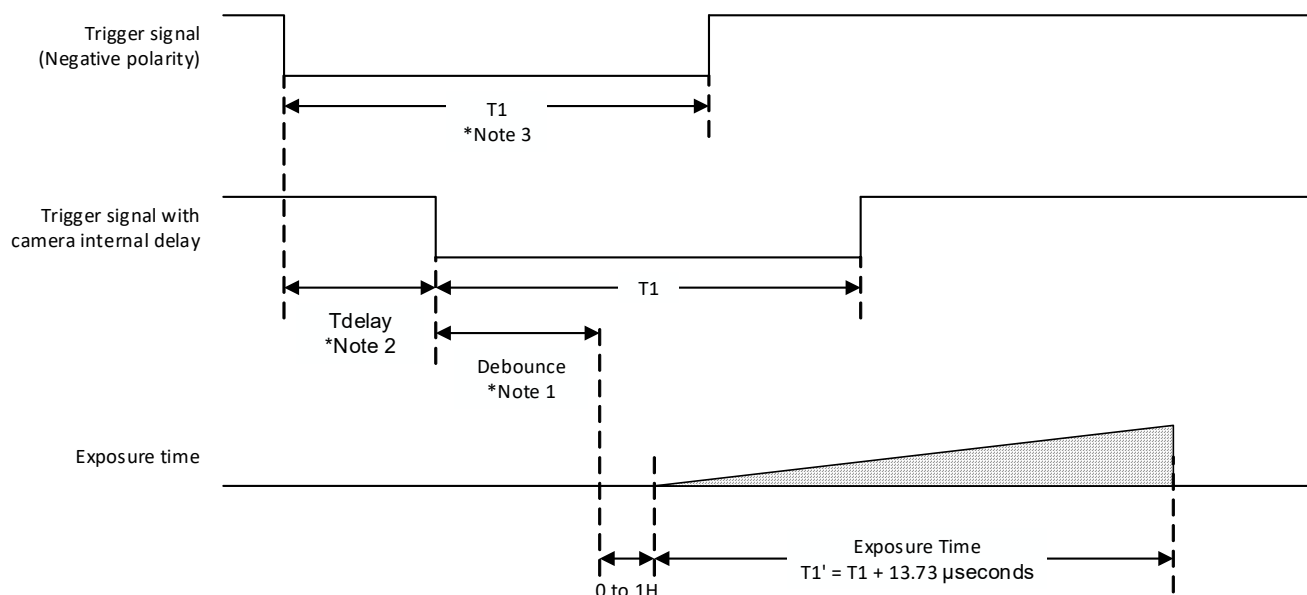 Trigger signal
(Negative polarity)
T1
*Note 3
Trigger signal with
camera internal delay
T1
Tdelay
*Note 2
Debounce
*Note 1
Exposure time
0 to 1H
Exposure Time
T1' = T1 + 13.73 µseconds